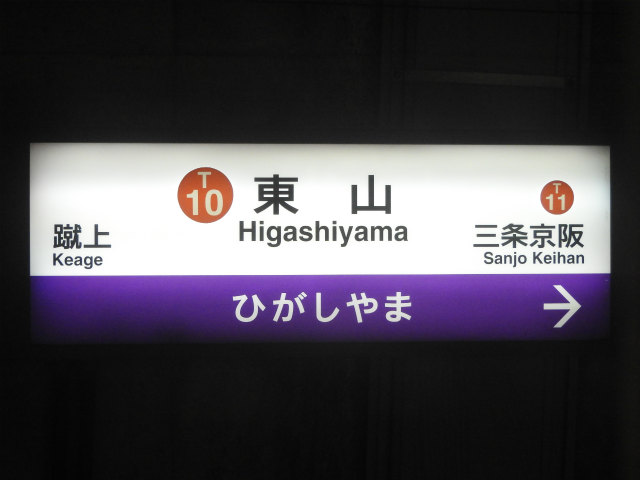 T
10
東山
Higashiyama
蹴上
Keage
T
11
三条京阪
Sanjo Keihan
ひがしやま
→